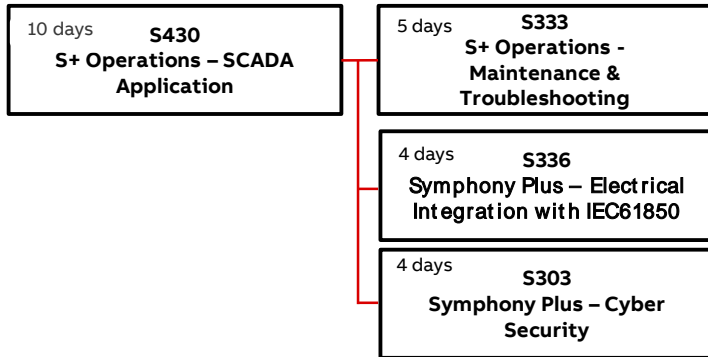 10 days
S430
S+ Operations – SCADA
Application
5 days
S333
S+ Operations -
Maintenance &
Troubleshooting
4 days
S336
Symphony Plus – Electrical
Integration with IEC61850
4 days
S303
Symphony Plus – Cyber
Security